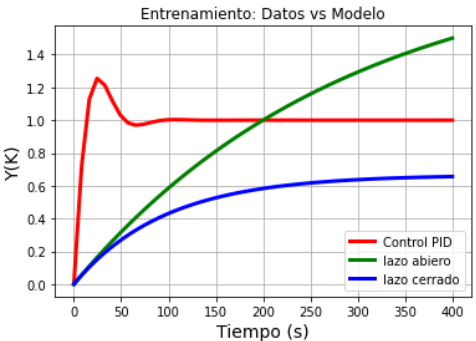 Entrenamiento: Datos vs Modelo
Y(K)
1.4
1.2
1.0
0.8
0.6
0.4
0.2
0.0
Control PID
lazo abiero
lazo cerrado
0 50 100 150 200 250 300 350 400
Tiempo (s)